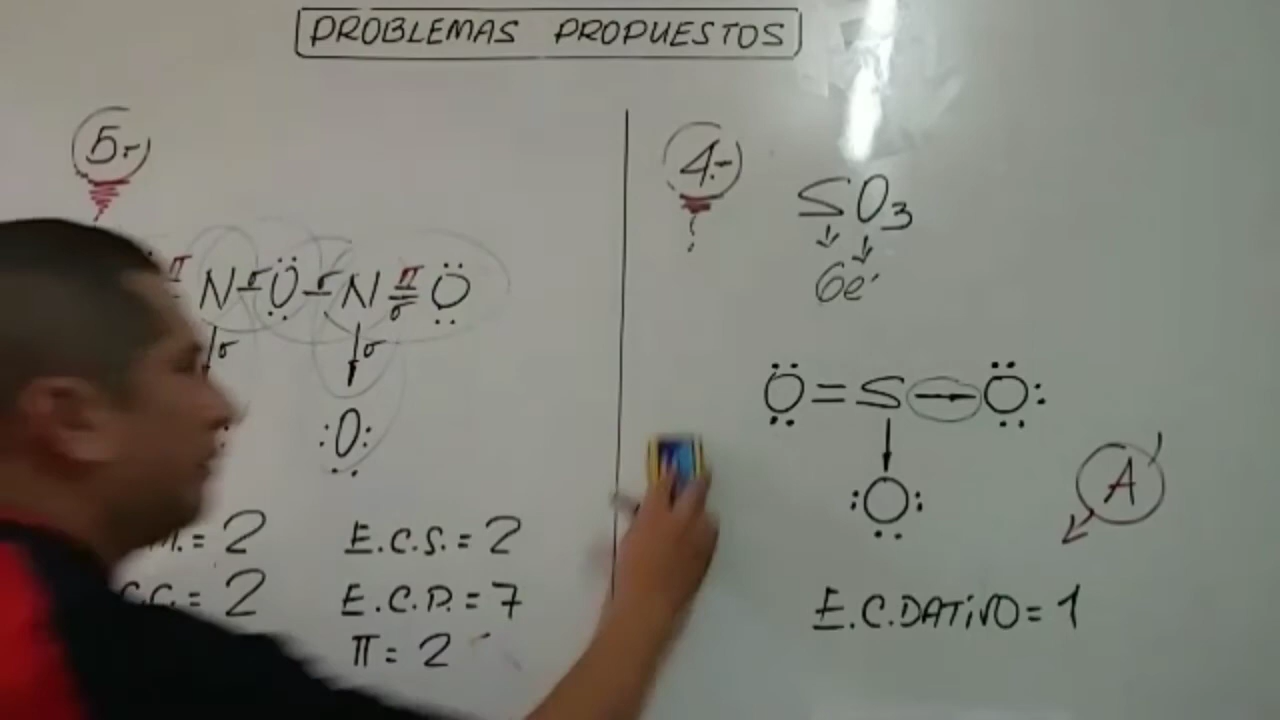 PROBLEMAS PROPUESTOS
5.-
π N σ Ö σ N π σ Ö
σ σ
:O:
M. = 2 E.C.S. = 2
C.C. = 2 E.C.D. = 7
π = 2
4.-
SO3
6e-
Ö = S → Ö:
:O:
A
E.C.DATIVO = 1